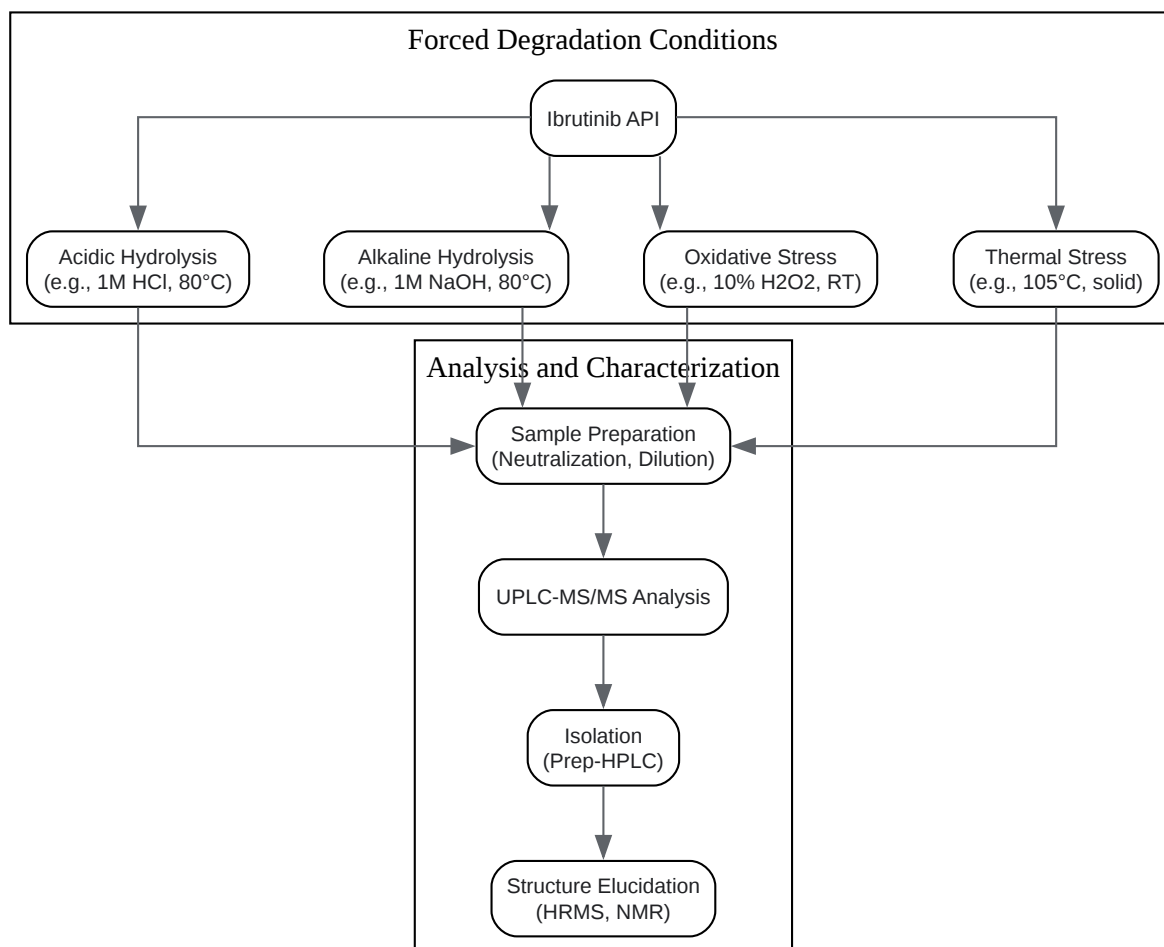 Forced Degradation Conditions
Ibrutinib API
Acidic Hydrolysis
(e.g., 1M HCl, 80°C)
Alkaline Hydrolysis
(e.g., 1M NaOH, 80°C)
Oxidative Stress
(e.g., 10% H2O2, RT)
Thermal Stress
(e.g., 105°C, solid)
Analysis and Characterization
Sample Preparation
(Neutralization, Dilution)
UPLC-MS/MS Analysis
Isolation
(Prep-HPLC)
Structure Elucidation
(HRMS, NMR)